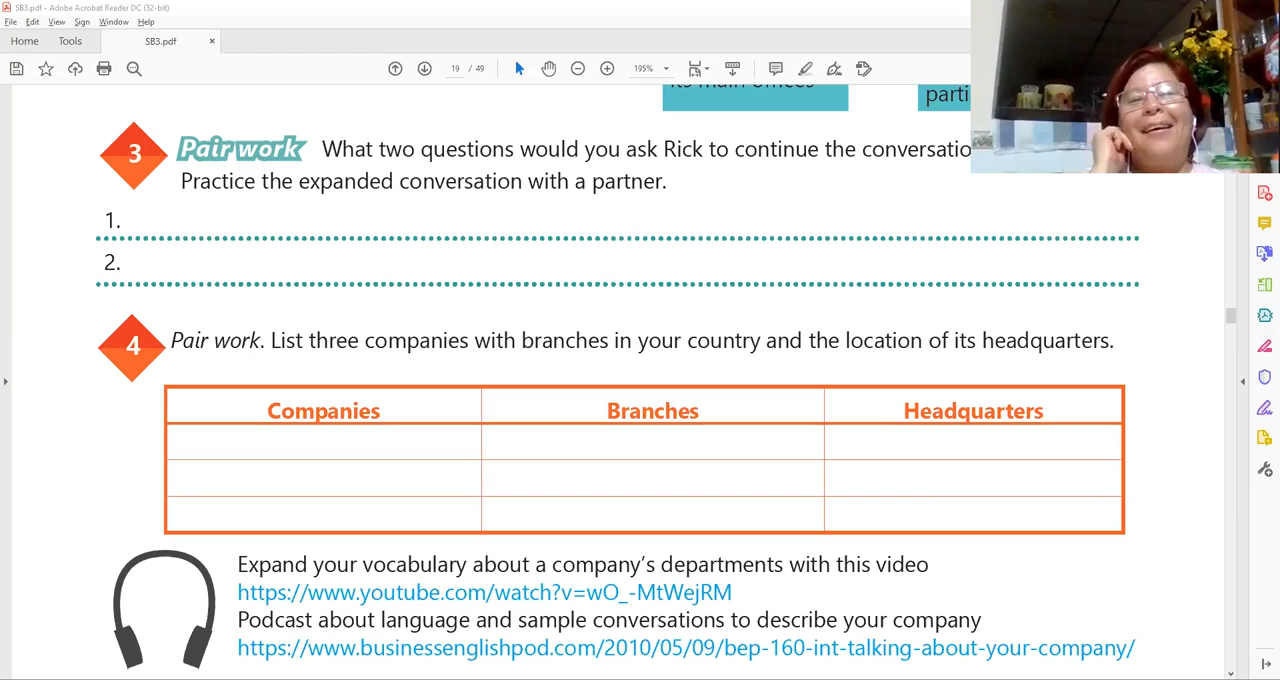 SB3.pdf - Adobe Acrobat Reader DC (32-bit)
File Edit View Sign Window Help
Home Tools SB3.pdf ×
19 / 49 195%
its main offices
parti
3 Pair work What two questions would you ask Rick to continue the conversatio
Practice the expanded conversation with a partner.
1.
2.
4 Pair work. List three companies with branches in your country and the location of its headquarters.
Companies Branches Headquarters
Expand your vocabulary about a company's departments with this video
https://www.youtube.com/watch?v=wO_-MtWejRM
Podcast about language and sample conversations to describe your company
https://www.businessenglishpod.com/2010/05/09/bep-160-int-talking-about-your-company/